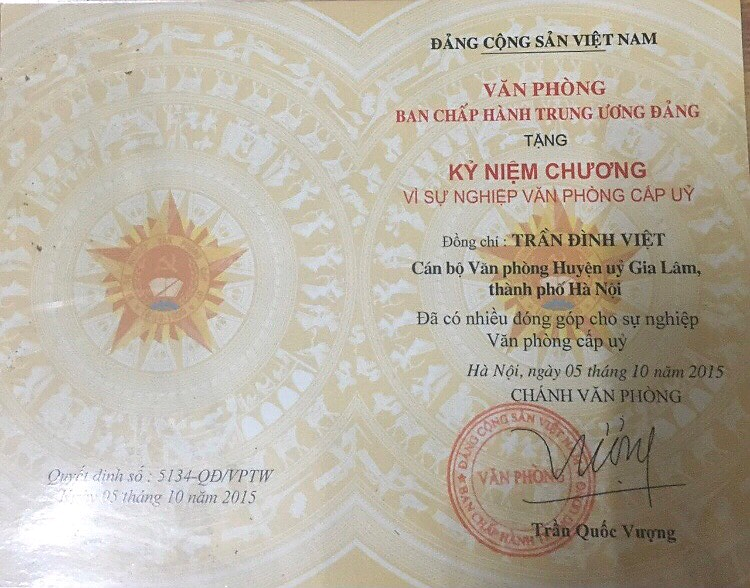 ĐẢNG CỘNG SẢN VIỆT NAM
VĂN PHÒNG
BAN CHẤP HÀNH TRUNG ƯƠNG ĐẢNG
TẶNG
KỶ NIỆM CHƯƠNG
VÌ SỰ NGHIỆP VĂN PHÒNG CẤP UỶ
Đồng chí : TRẦN ĐÌNH VIỆT
Cán bộ Văn phòng Huyện uỷ Gia Lâm,
thành phố Hà Nôi
Đã có nhiều đóng góp cho sự nghiệp
Văn phòng cấp uỷ
Hà Nội, ngày 05 tháng 10 năm 2015
CHÁNH VĂN PHÒNG
ĐẢNG CỘNG SẢN VIỆT
VĂN PHÒNG
BAN CHẤP HÀNH
Trần Quốc Vượng
Quyết định số : 5134-QĐ/VPTW
Ngày 05 tháng 10 năm 2015